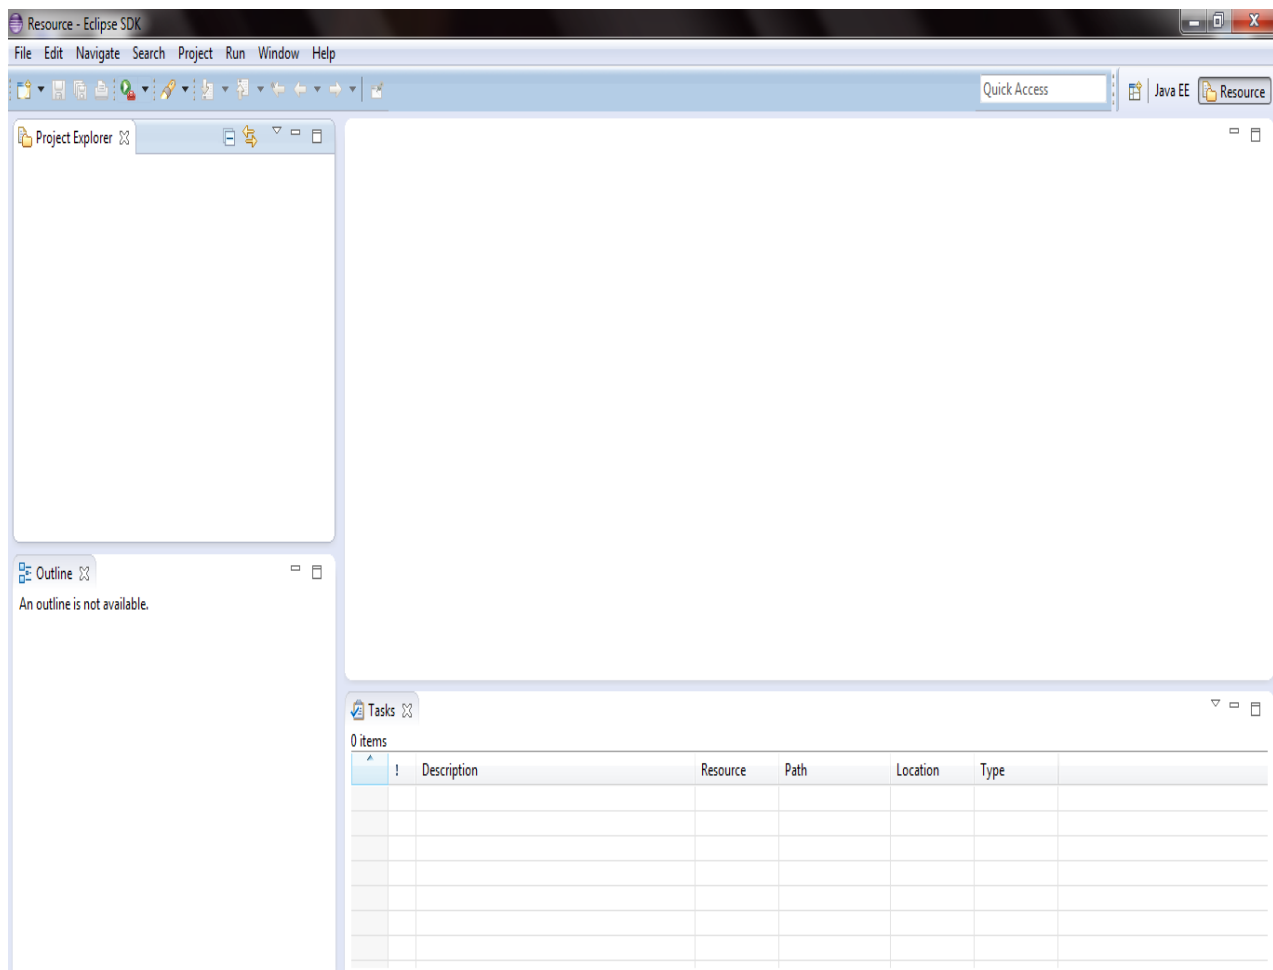 Resource - Eclipse SDK
File Edit Navigate Search Project Run Window Help
Quick Access
Java EE
Resource
Project Explorer
Outline
An outline is not available.
Tasks
0 items
! Description Resource Path Location Type